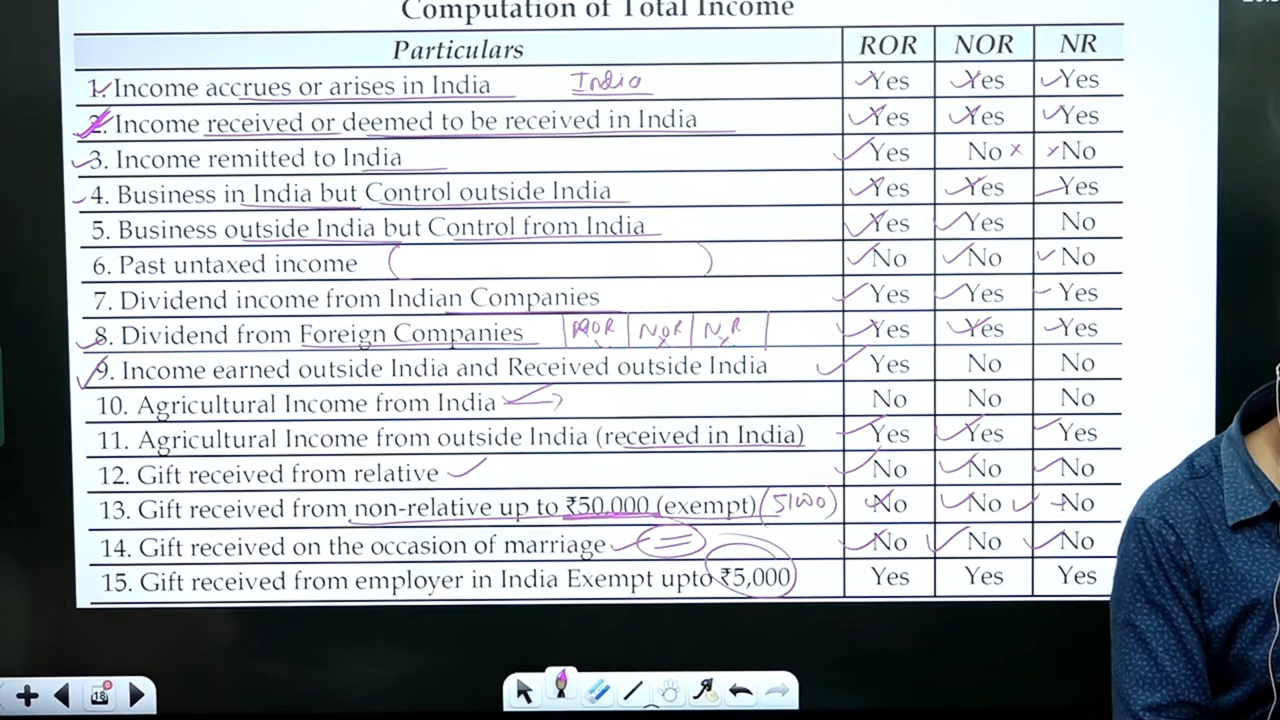 Computation of Total Income
Particulars ROR NOR NR
1. Income accrues or arises in India India Yes Yes Yes
2. Income received or deemed to be received in India Yes Yes Yes
3. Income remitted to India Yes No × × No
4. Business in India but Control outside India Yes Yes Yes
5. Business outside India but Control from India Yes Yes No
6. Past untaxed income ( ) No No No
7. Dividend income from Indian Companies Yes Yes Yes
8. Dividend from Foreign Companies ROR NOR NR Yes Yes Yes
9. Income earned outside India and Received outside India Yes No No
10. Agricultural Income from India No No No
11. Agricultural Income from outside India (received in India) Yes Yes Yes
12. Gift received from relative No No No
13. Gift received from non-relative up to ₹50,000 (exempt) (5100) No No No
14. Gift received on the occasion of marriage No No No
15. Gift received from employer in India Exempt upto ₹5,000 Yes Yes Yes
18